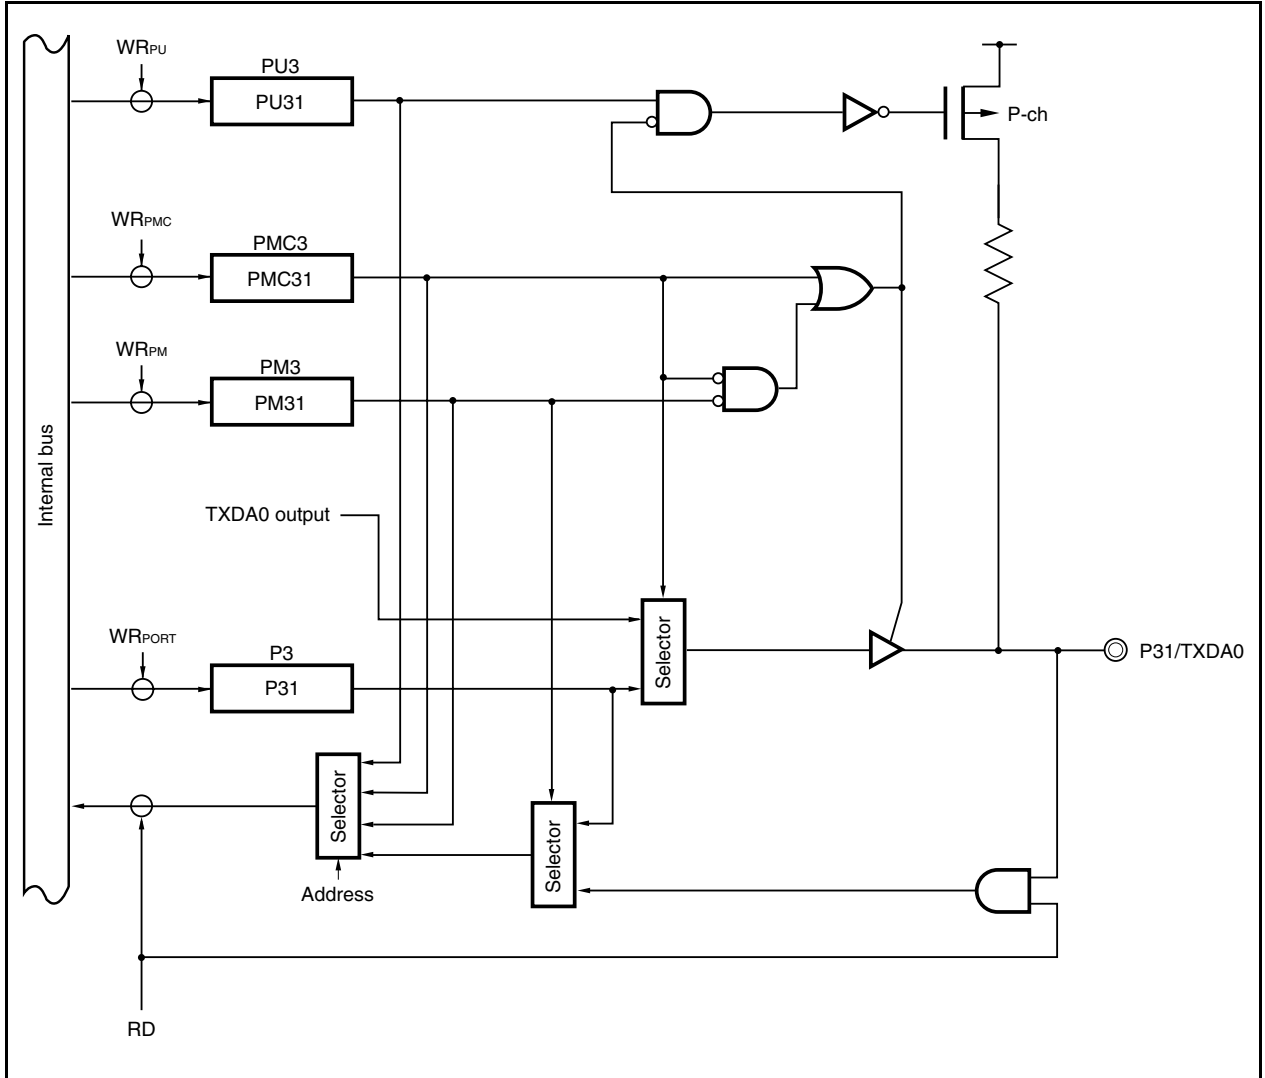 WRPU
PU3
PU31
P-ch
WRPMC
PMC3
PMC31
WRPM
PM3
PM31
Internal bus
TXDA0 output
WRPORT
P3
P31
Selector
P31/TXDA0
Selector
Selector
Address
RD